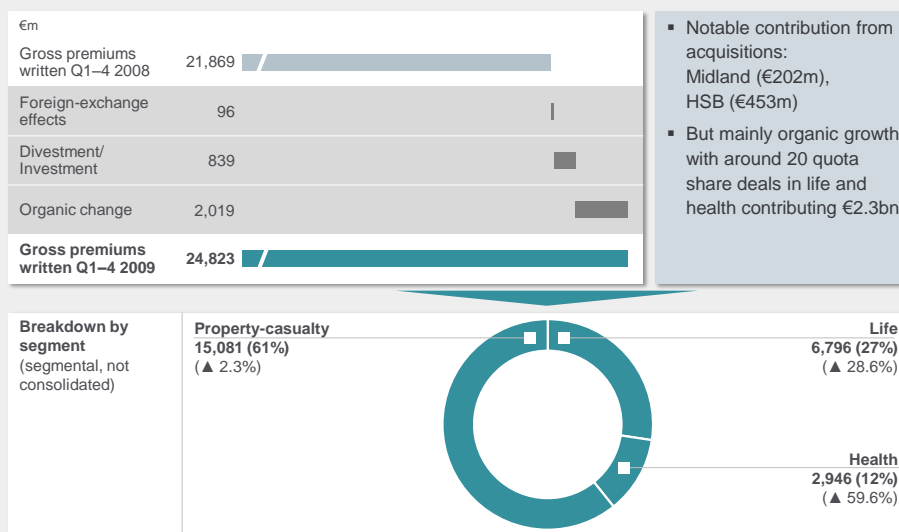 €m
Gross premiums
written Q1–4 2008
21,869
Foreign-exchange
effects
96
Divestment/
Investment
839
Organic change
2,019
Gross premiums
written Q1–4 2009
24,823
▪ Notable contribution from
acquisitions:
Midland (€202m),
HSB (€453m)
▪ But mainly organic growth
with around 20 quota
share deals in life and
health contributing €2.3bn
Breakdown by
segment
(segmental, not
consolidated)
Property-casualty
15,081 (61%)
(▲ 2.3%)
Life
6,796 (27%)
(▲ 28.6%)
Health
2,946 (12%)
(▲ 59.6%)